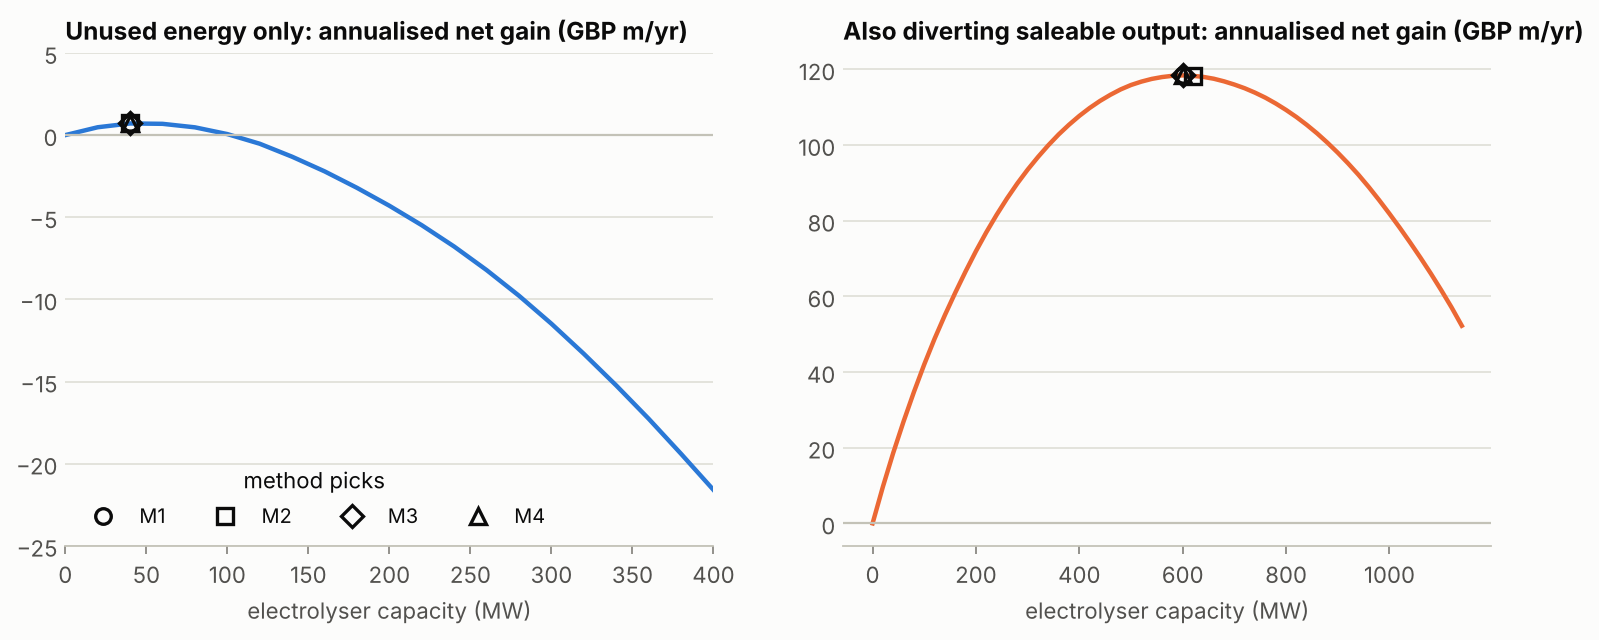 Unused energy only: annualised net gain (GBP m/yr)
5
0
−5
−10
−15
−20
−25
method picks
M1 M2 M3 M4
0 50 100 150 200 250 300 350 400
electrolyser capacity (MW)
Also diverting saleable output: annualised net gain (GBP m/yr)
120
100
80
60
40
20
0
0 200 400 600 800 1000
electrolyser capacity (MW)